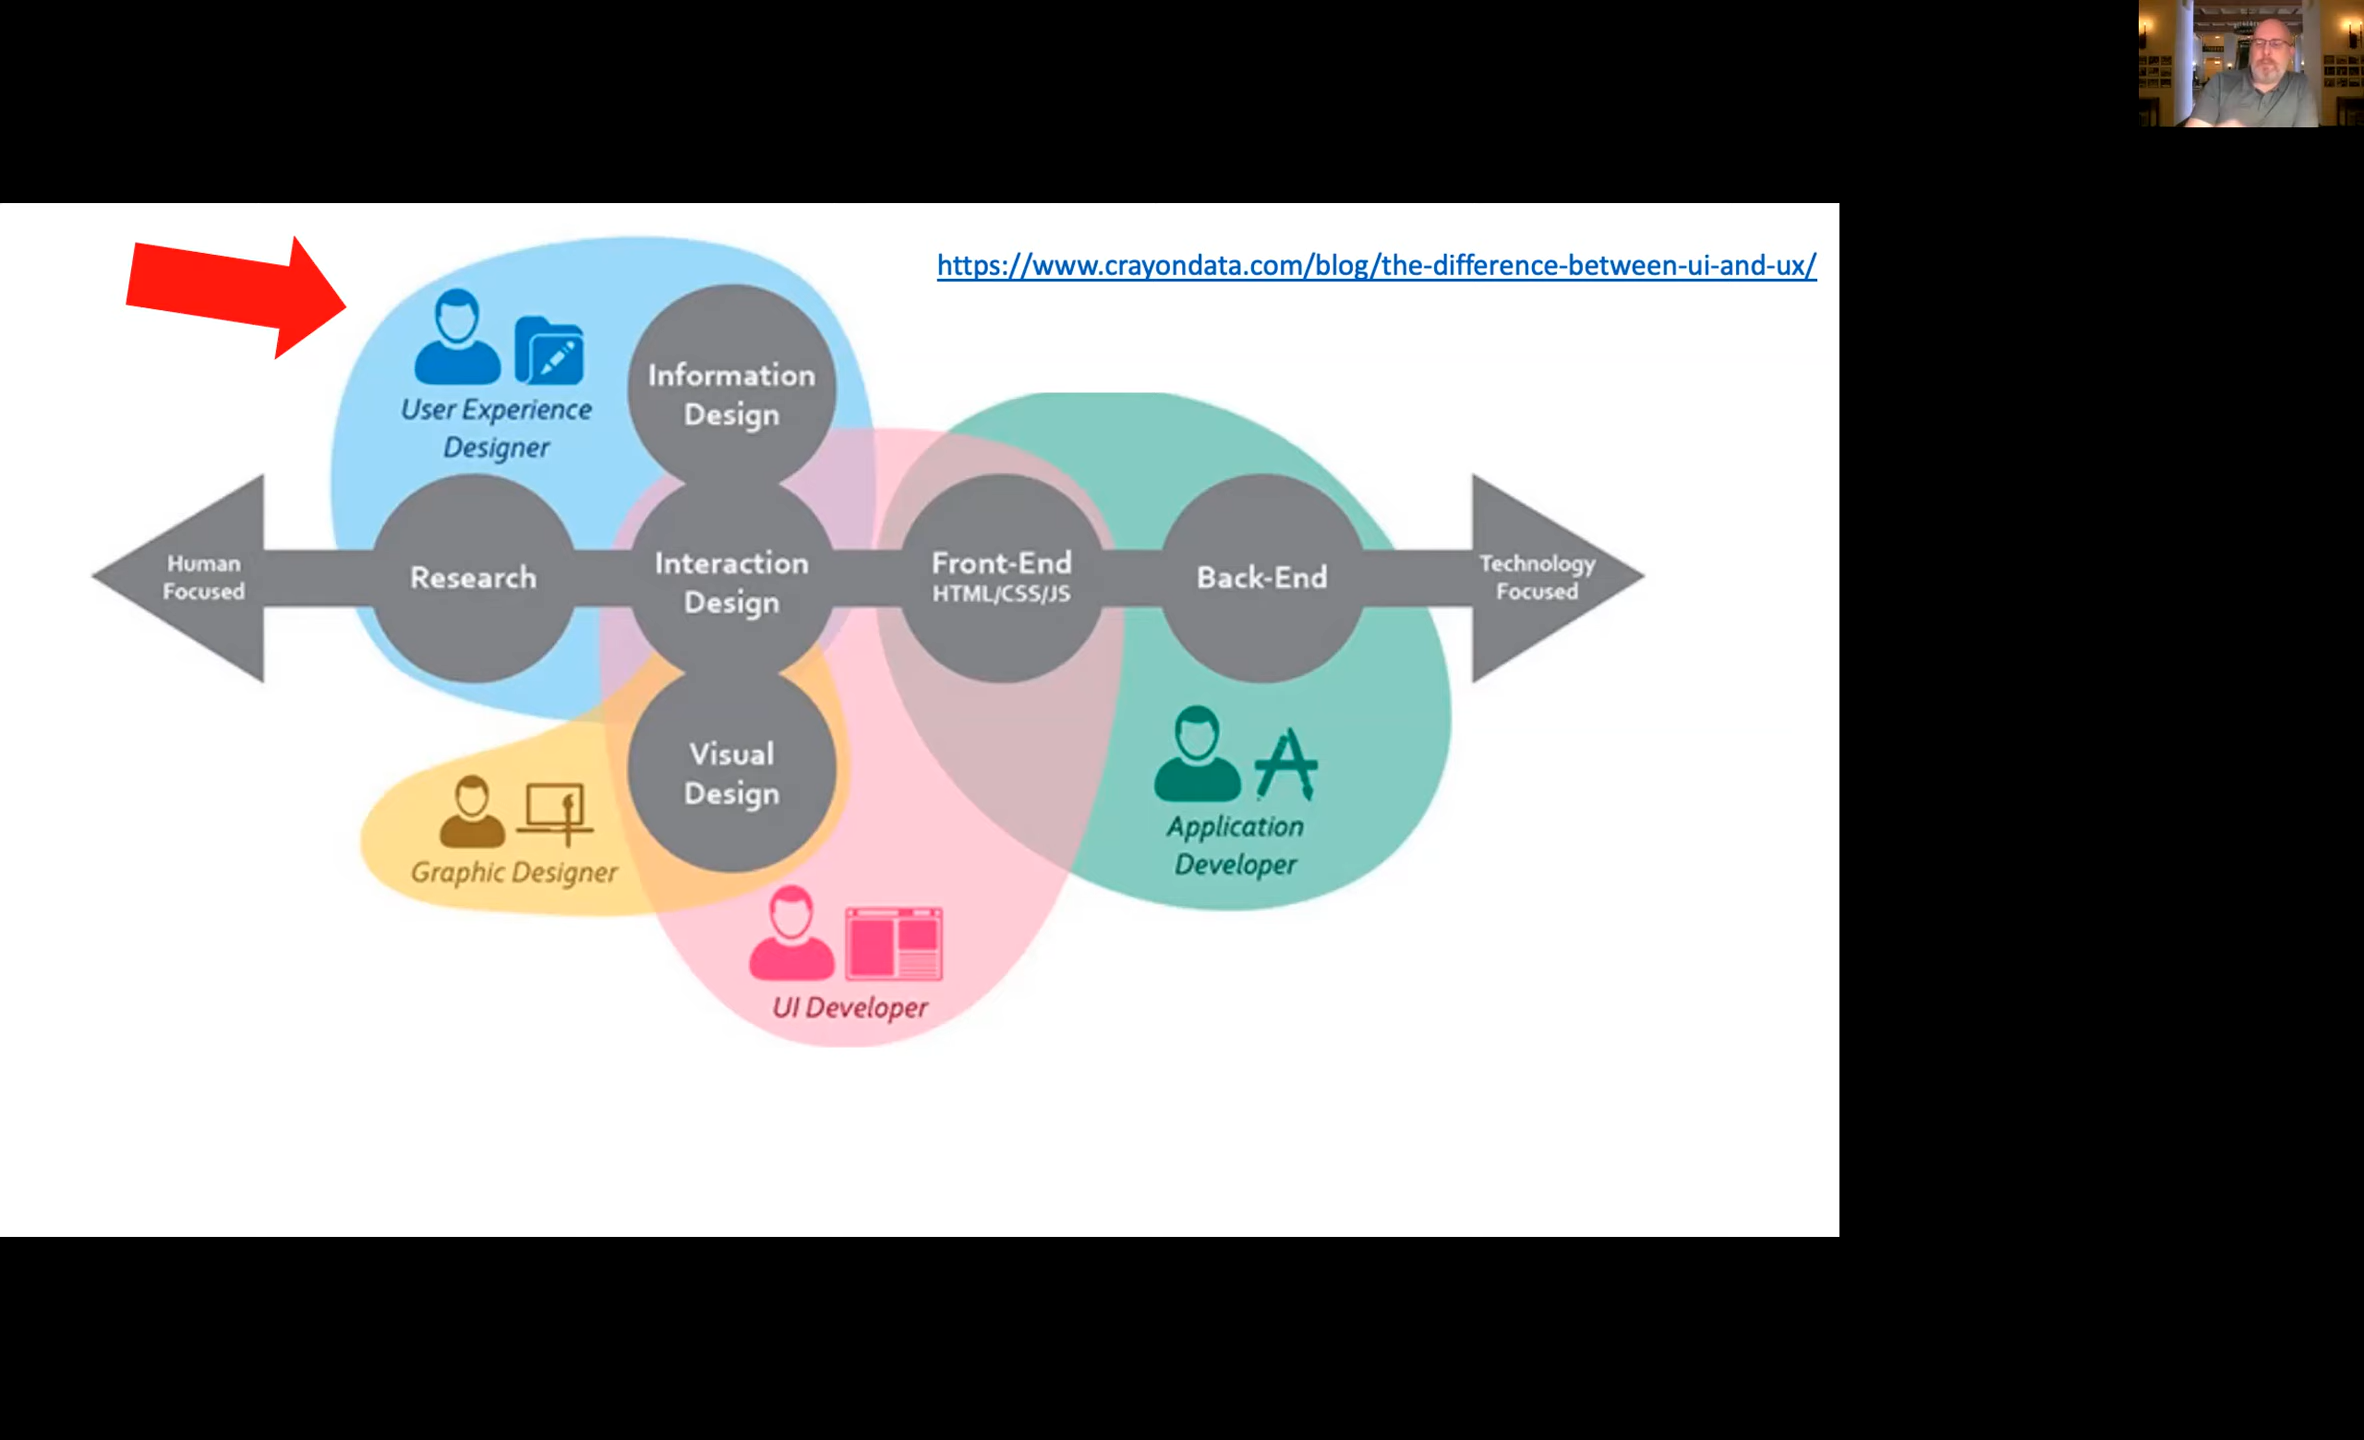 https://www.crayondata.com/blog/the-difference-between-ui-and-ux/
User Experience
Designer
Information
Design
Human
Focused
Research
Interaction
Design
Front-End
HTML/CSS/JS
Back-End
Technology
Focused
Visual
Design
Graphic Designer
Application
Developer
UI Developer